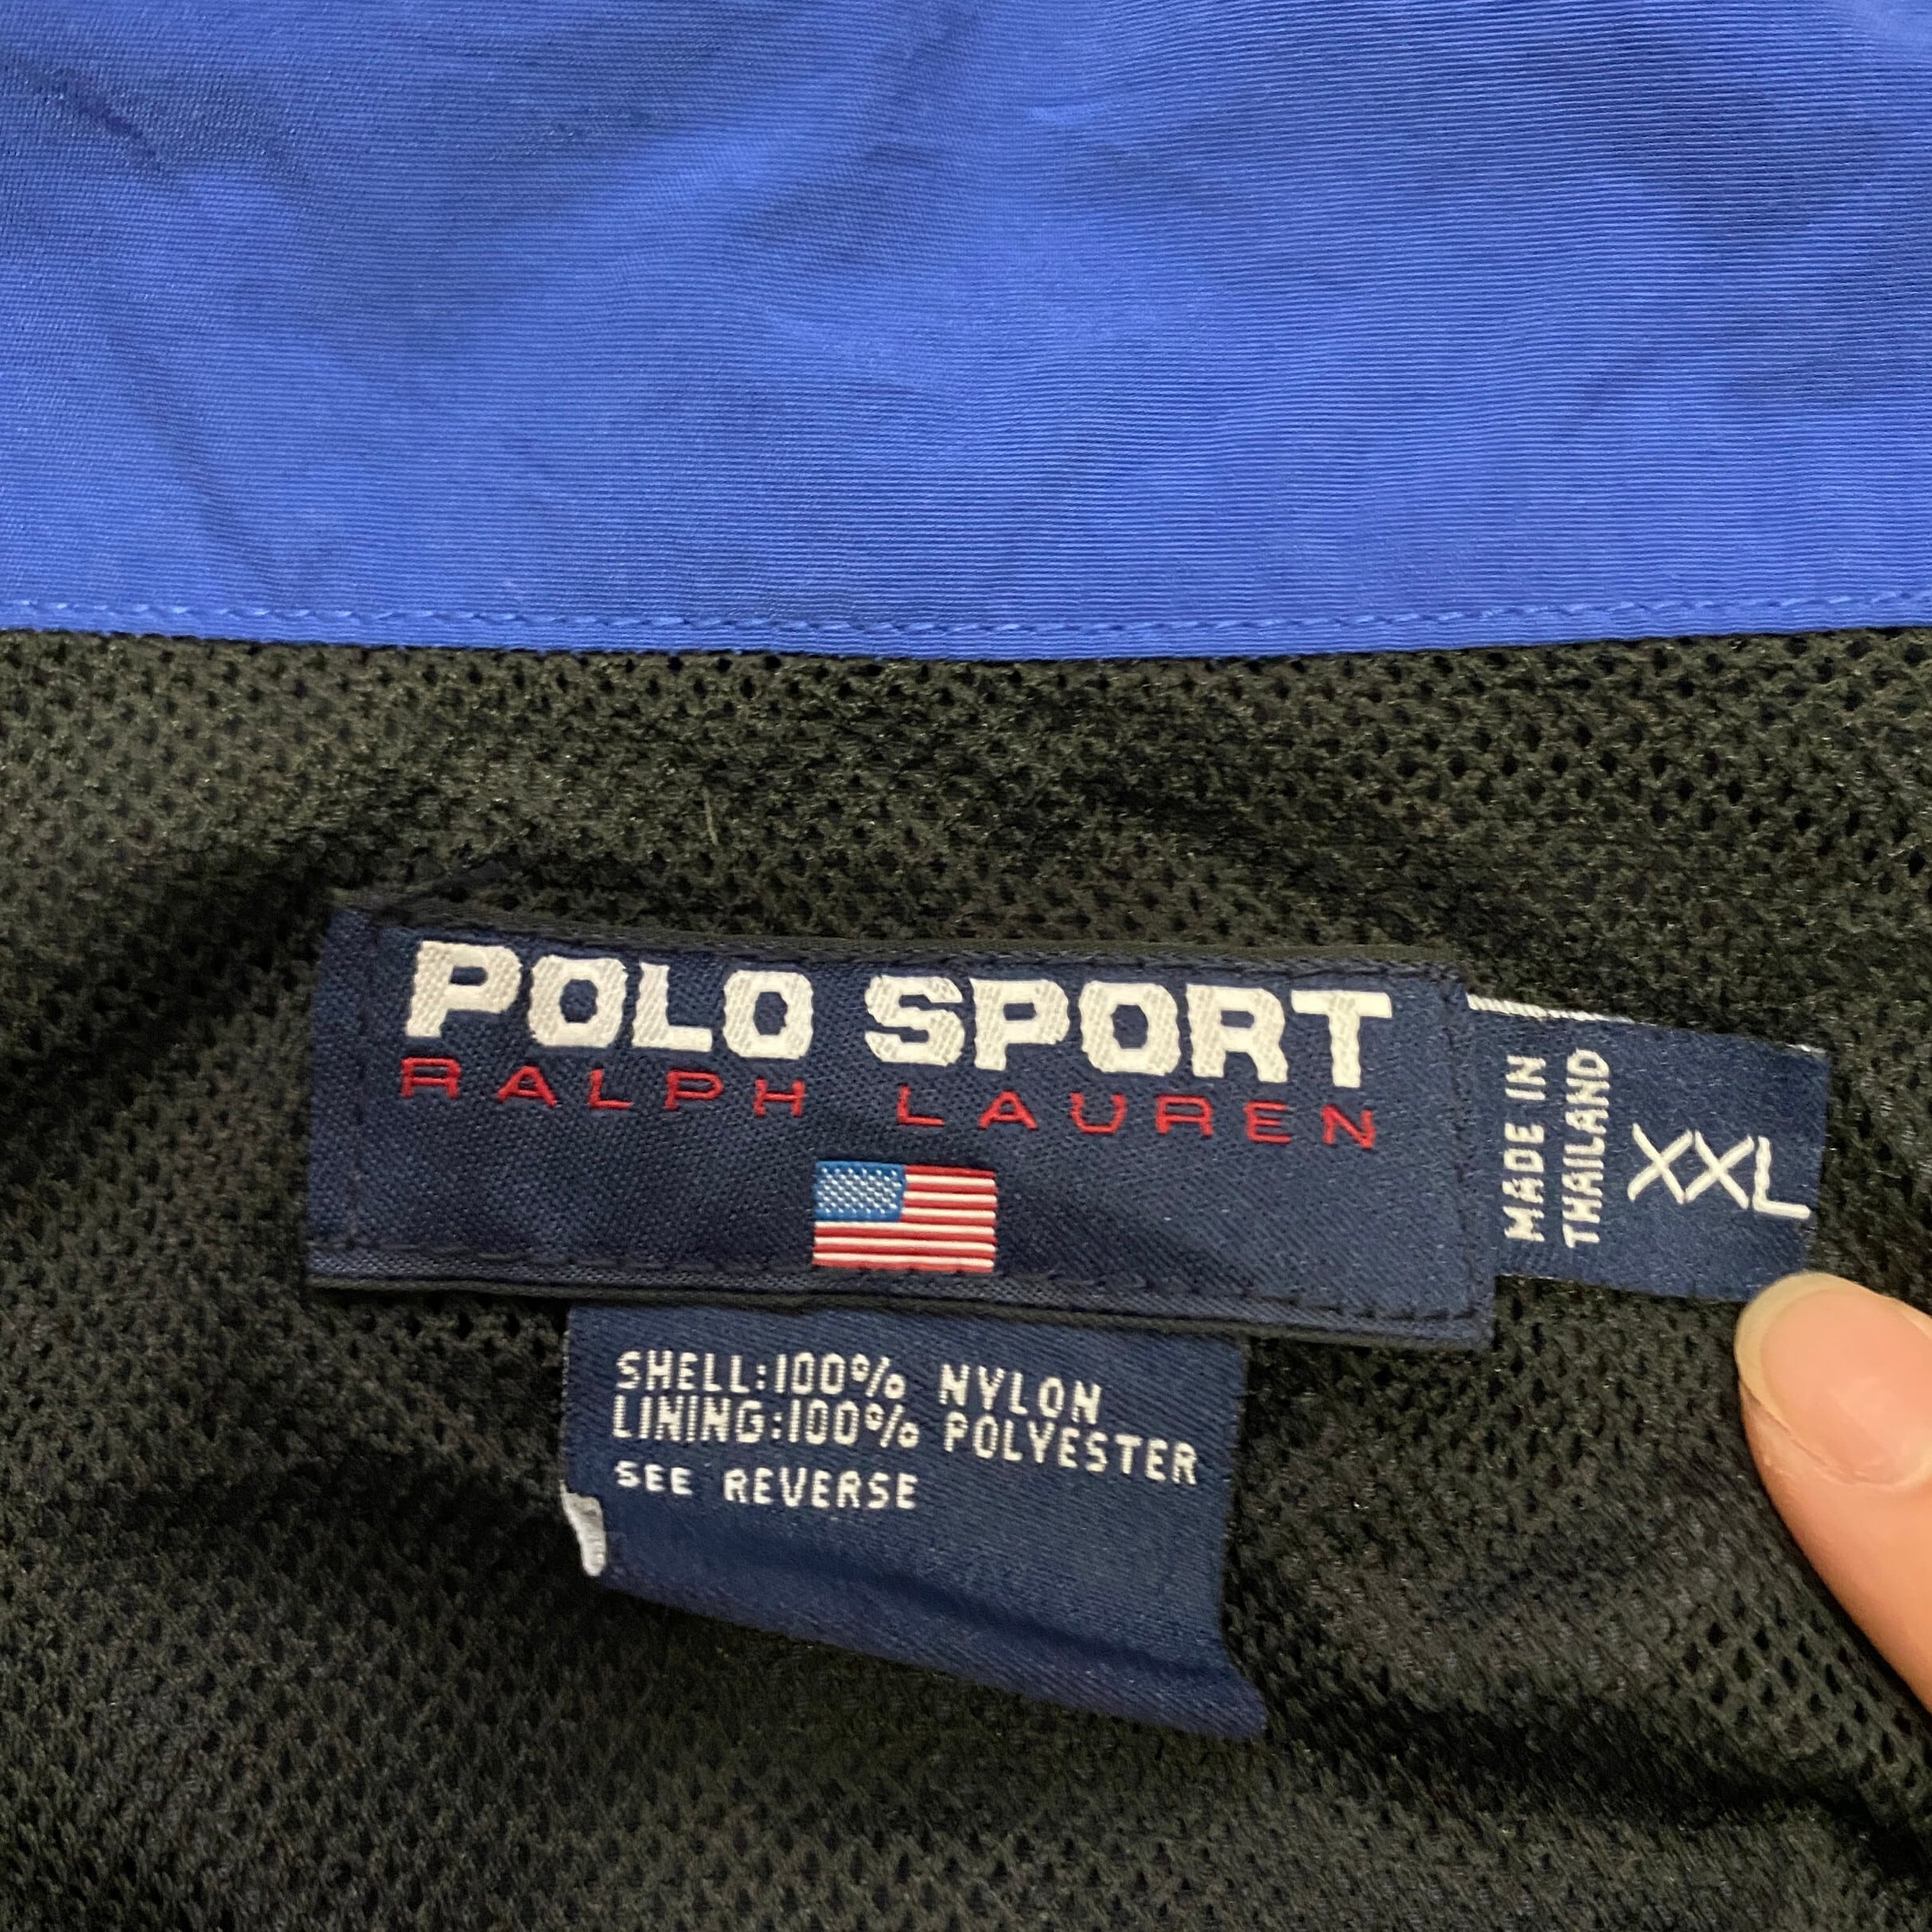 POLO SPORT
RALPH LAUREN
MADE IN
THAILAND
XXL
SHELL:100% NYLON
LINING:100% POLYESTER
SEE REVERSE